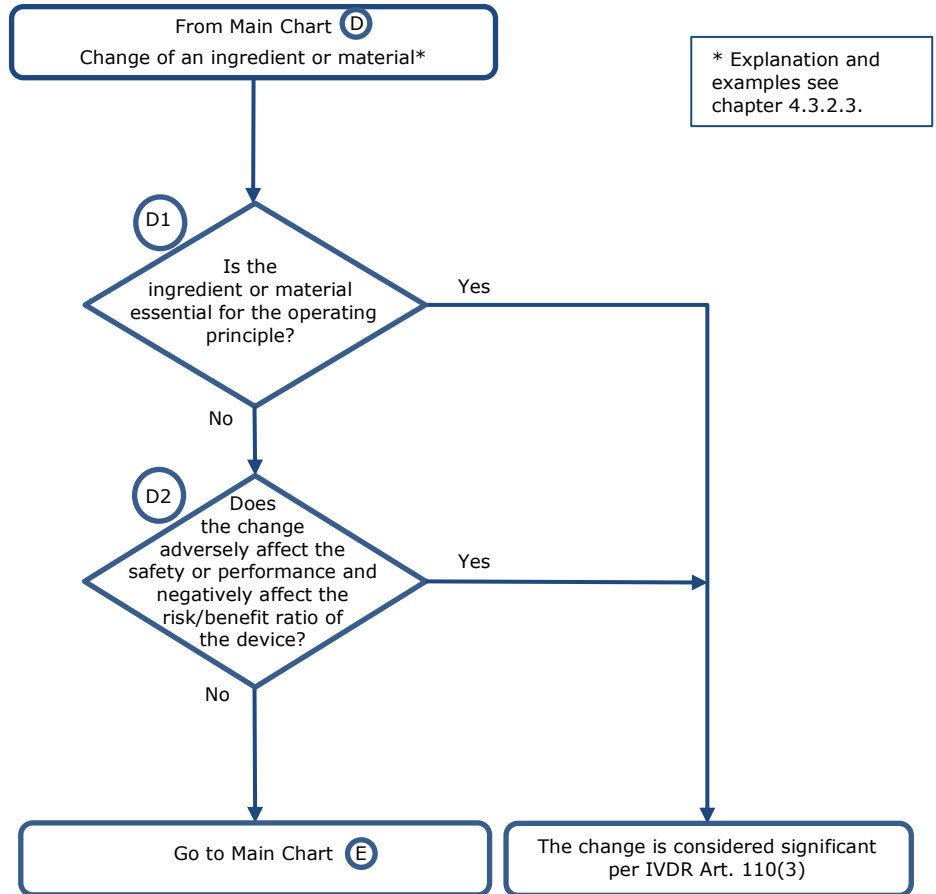 From Main Chart D
Change of an ingredient or material*
* Explanation and
examples see
chapter 4.3.2.3.
D1
Is the
ingredient or material
essential for the operating
principle?
Yes
No
D2
Does
the change
adversely affect the
safety or performance and
negatively affect the
risk/benefit ratio of
the device?
Yes
No
Go to Main Chart E
The change is considered significant
per IVDR Art. 110(3)